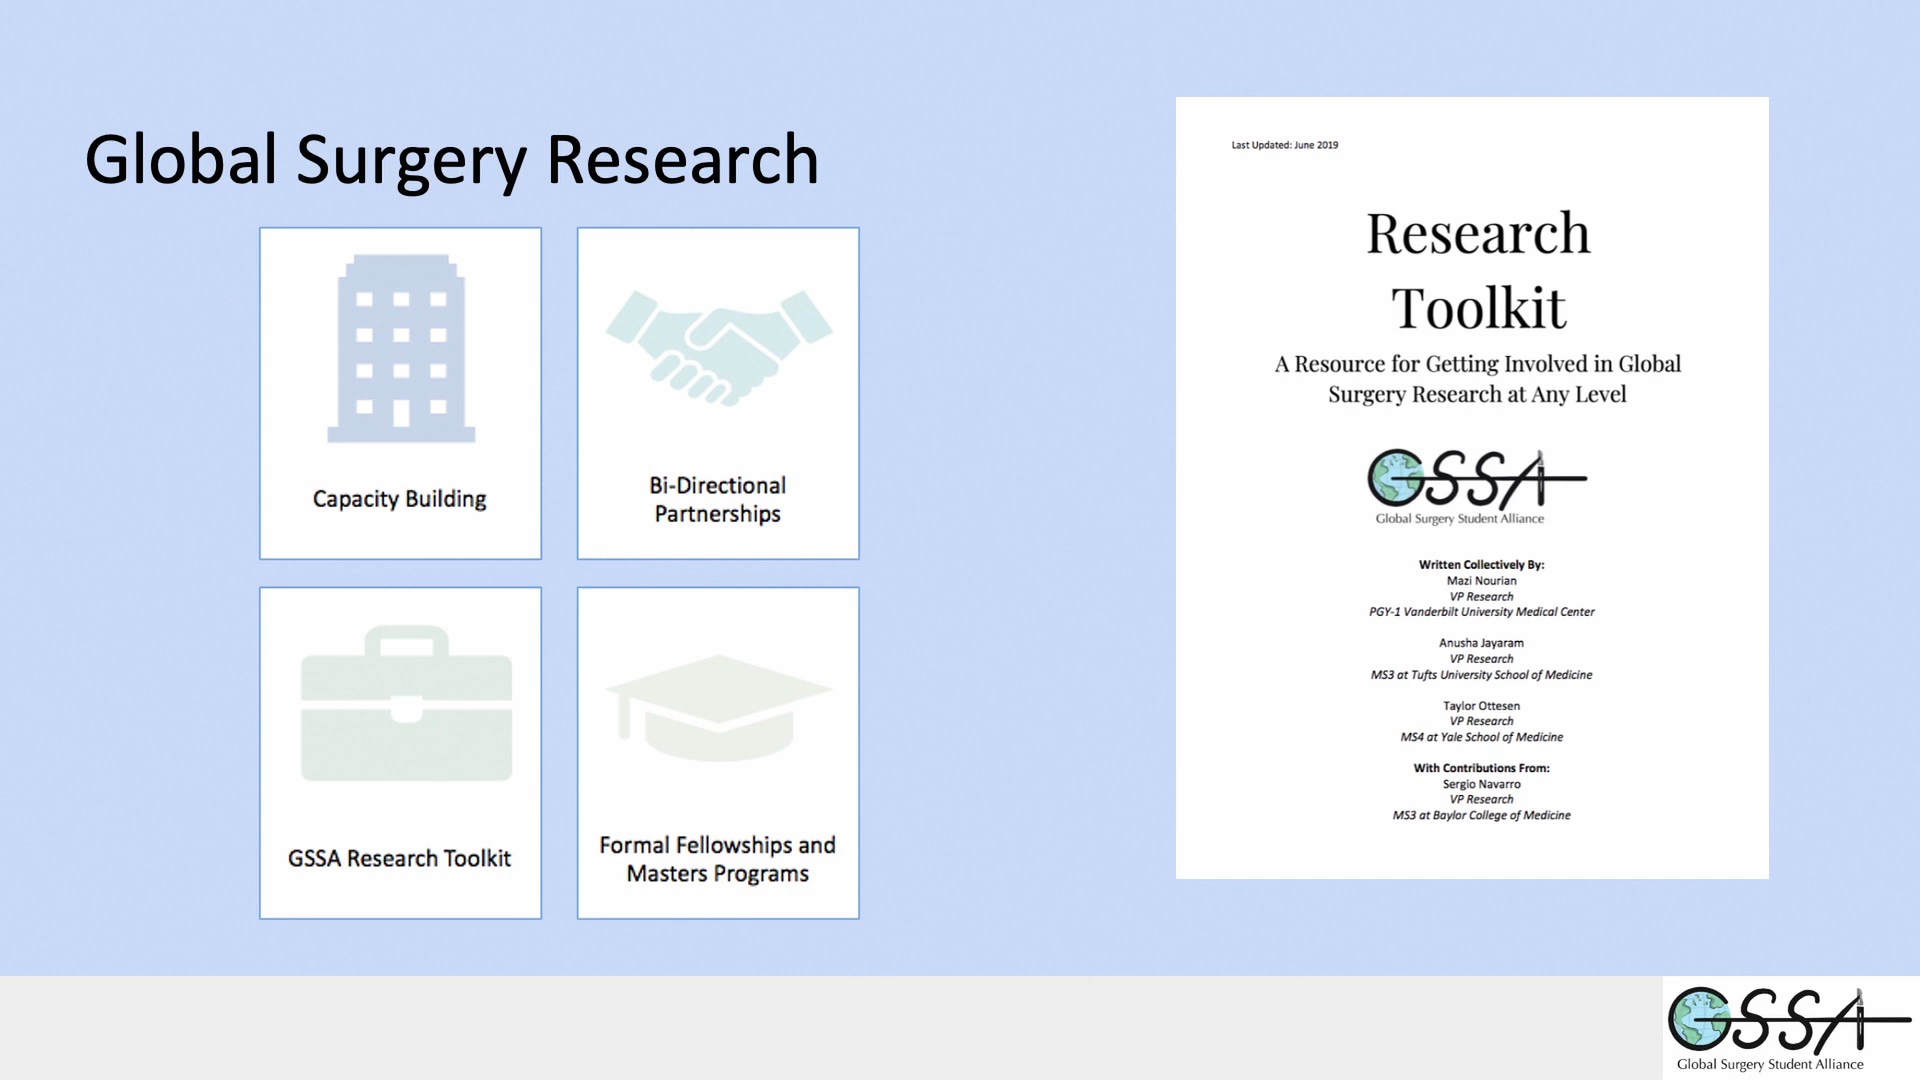 Global Surgery Research
Capacity Building
Bi-Directional
Partnerships
GSSA Research Toolkit
Formal Fellowships and
Masters Programs
Last Updated: June 2019
Research
Toolkit
A Resource for Getting Involved in Global
Surgery Research at Any Level
GSSA
Global Surgery Student Alliance
Written Collectively By:
Mazi Nourian
VP Research
PGY-1 Vanderbilt University Medical Center
Anusha Jayaram
VP Research
MS3 at Tufts University School of Medicine
Taylor Ottesen
VP Research
MS4 at Yale School of Medicine
With Contributions From:
Sergio Navarro
VP Research
MS3 at Baylor College of Medicine
GSSA
Global Surgery Student Alliance